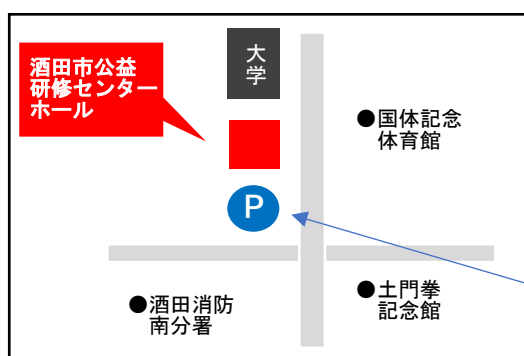 酒田市公益
研修センター
ホール
大
学
●国体記念
体育館
P
●酒田消防
南分署
●土門拳
記念館